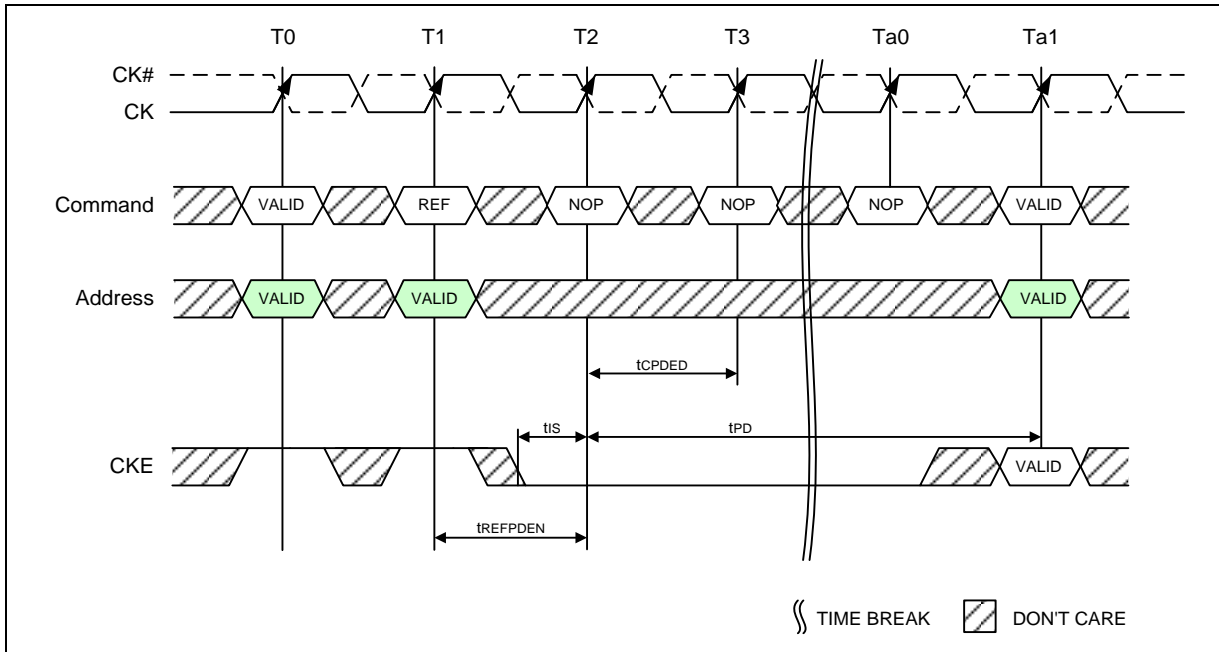 T0 T1 T2 T3 Ta0 Ta1
CK#
CK
Command VALID REF NOP NOP NOP VALID
Address VALID VALID VALID
tCPDED
tIS tPD
CKE VALID
tREFPDEN
TIME BREAK DON'T CARE